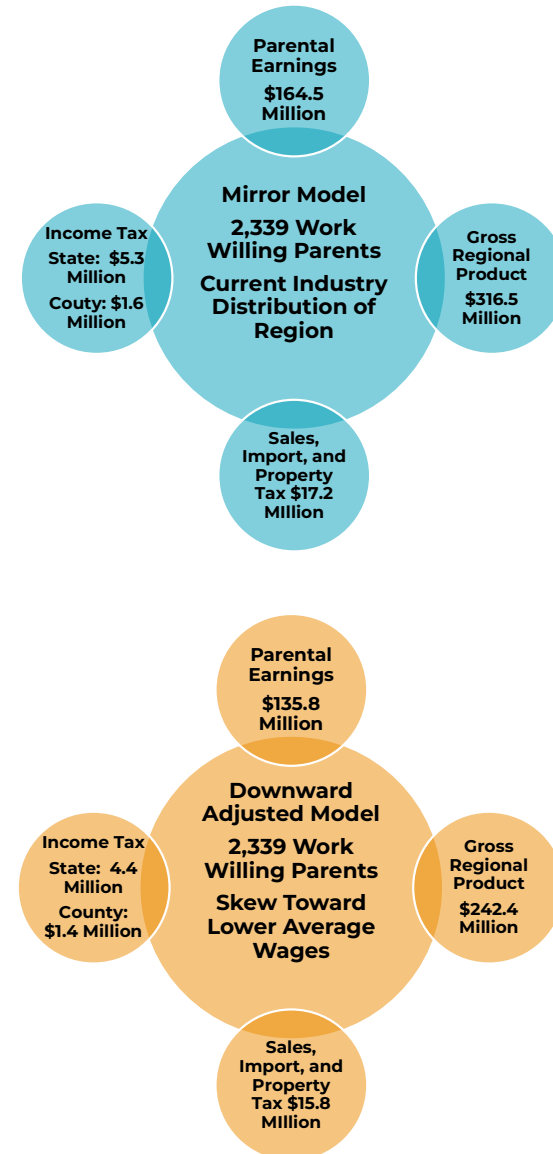 Parental
Earnings
$164.5
Million
Mirror Model
2,339 Work
Willing Parents
Current Industry
Distribution of
Region
Income Tax
State:  $5.3
Million
Couty: $1.6
Million
Gross
Regional
Product
$316.5
Million
Sales,
Import, and
Property
Tax $17.2
MIllion
Parental
Earnings
$135.8
Million
Downward
Adjusted Model
2,339 Work
Willing Parents
Skew Toward
Lower Average
Wages
Income Tax
State:  4.4
Million
County:
$1.4 Million
Gross
Regional
Product
$242.4
Million
Sales,
Import, and
Property
Tax $15.8
MIllion